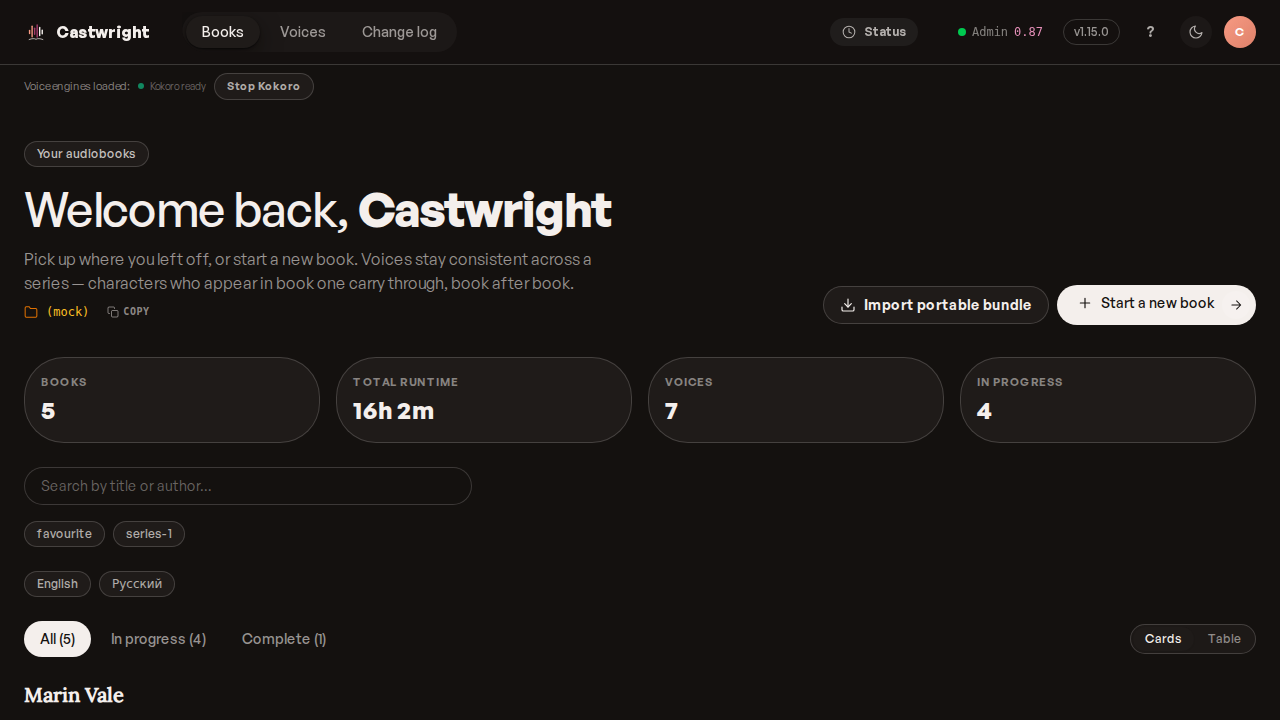 Castwright
Books
Voices
Change log
Status
Admin 0.87
v1.15.0
?
C
Voice engines loaded:
Kokoro ready
Stop Kokoro
Your audiobooks
Welcome back, Castwright
Pick up where you left off, or start a new book. Voices stay consistent across a
series — characters who appear in book one carry through, book after book.
(mock)
COPY
Import portable bundle
Start a new book
BOOKS
5
TOTAL RUNTIME
16h 2m
VOICES
7
IN PROGRESS
4
Search by title or author...
favourite
series-1
English
Русский
All (5)
In progress (4)
Complete (1)
Cards
Table
Marin Vale